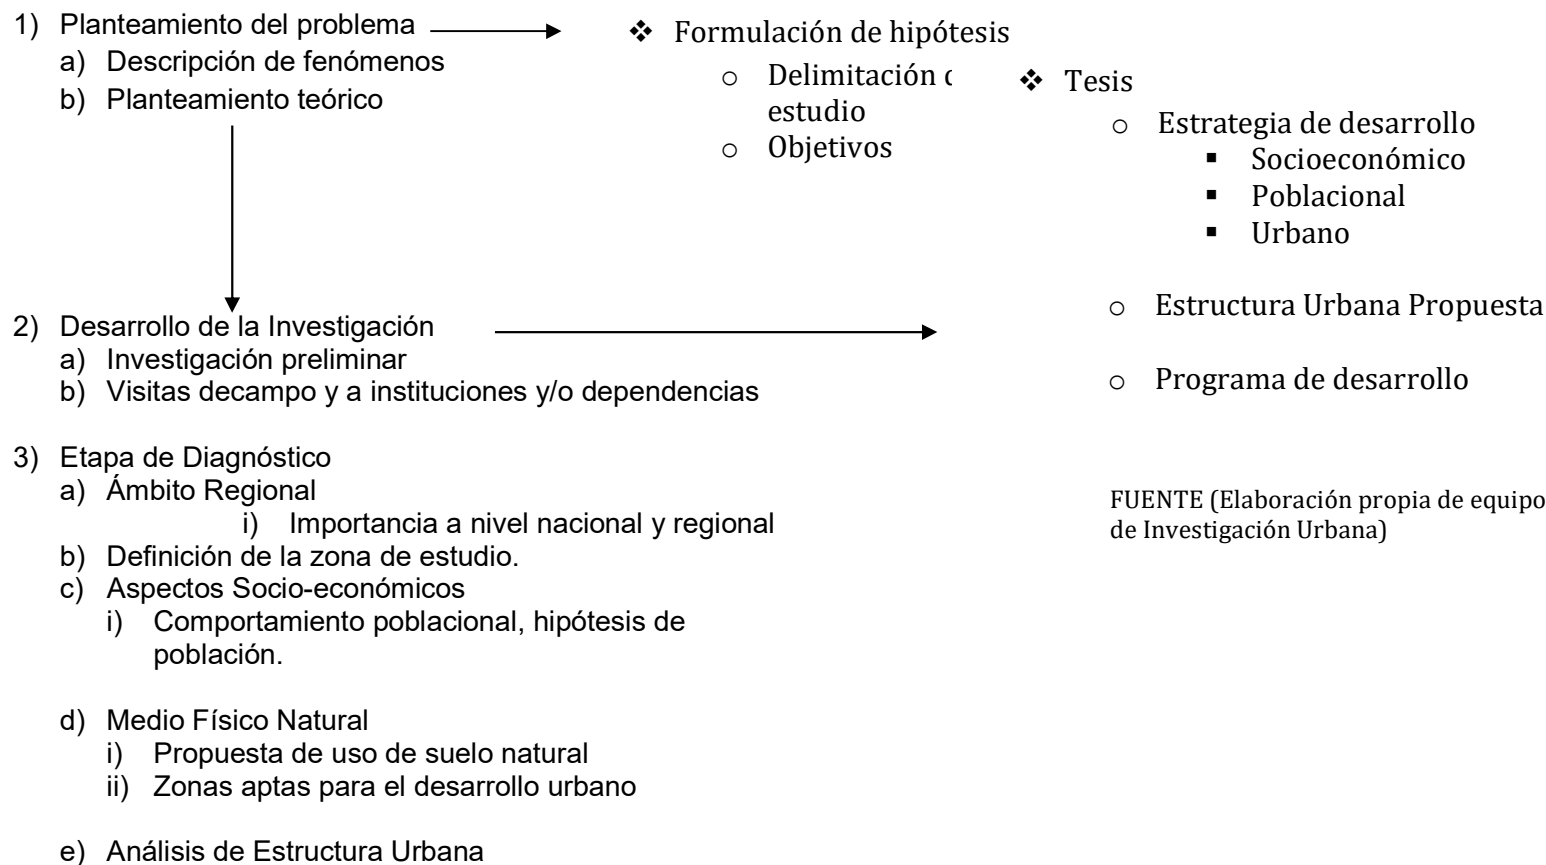 1) Planteamiento del problema
a) Descripción de fenómenos
b) Planteamiento teórico
❖ Formulación de hipótesis
o Delimitación
estudio
o Objetivos
❖ Tesis
o Estrategia de desarrollo
▪ Socioeconómico
▪ Poblacional
▪ Urbano
o Estructura Urbana Propuesta
o Programa de desarrollo
2) Desarrollo de la Investigación
a) Investigación preliminar
b) Visitas decampo y a instituciones y/o dependencias
3) Etapa de Diagnóstico
a) Ámbito Regional
i) Importancia a nivel nacional y regional
b) Definición de la zona de estudio.
c) Aspectos Socio-económicos
i) Comportamiento poblacional, hipótesis de
población.
d) Medio Físico Natural
i) Propuesta de uso de suelo natural
ii) Zonas aptas para el desarrollo urbano
e) Análisis de Estructura Urbana
FUENTE (Elaboración propia de equipo
de Investigación Urbana)